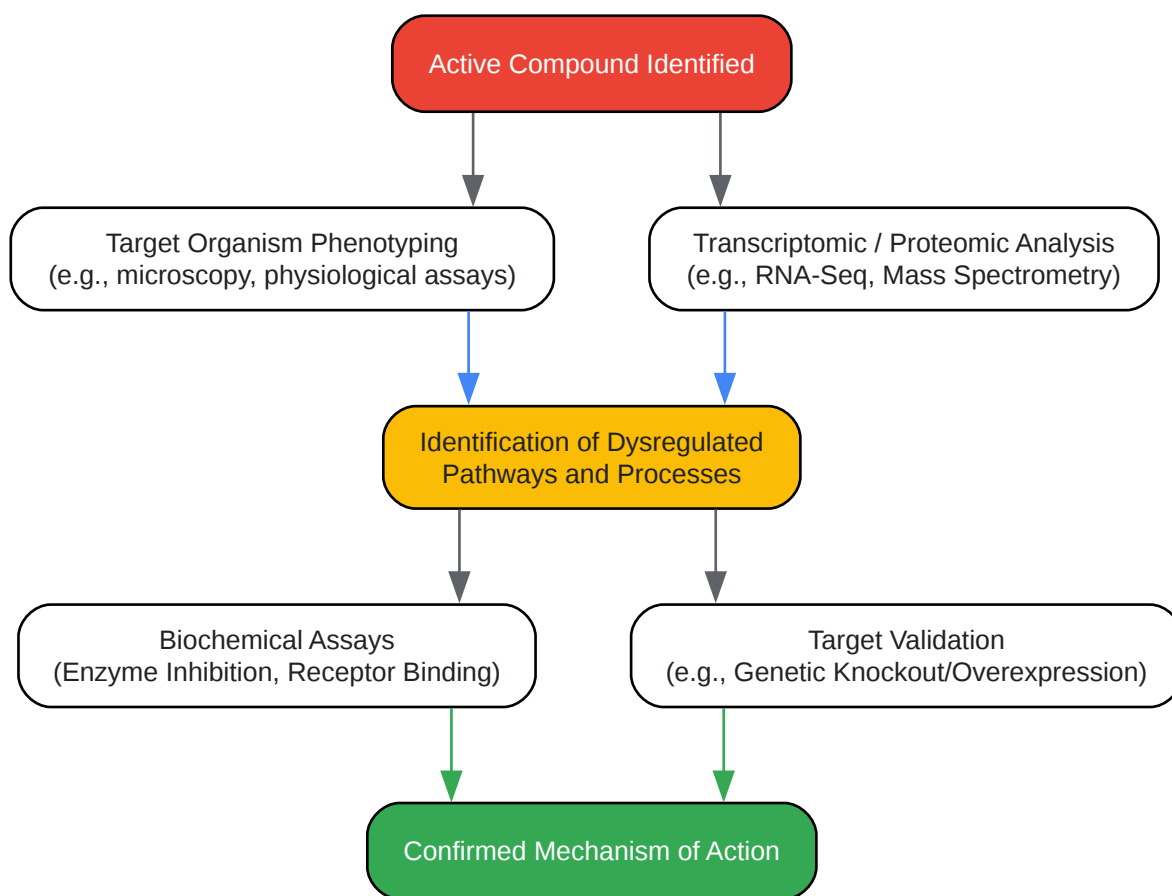 Active Compound Identified
Target Organism Phenotyping
(e.g., microscopy, physiological assays)
Transcriptomic / Proteomic Analysis
(e.g., RNA-Seq, Mass Spectrometry)
Identification of Dysregulated
Pathways and Processes
Biochemical Assays
(Enzyme Inhibition, Receptor Binding)
Target Validation
(e.g., Genetic Knockout/Overexpression)
Confirmed Mechanism of Action